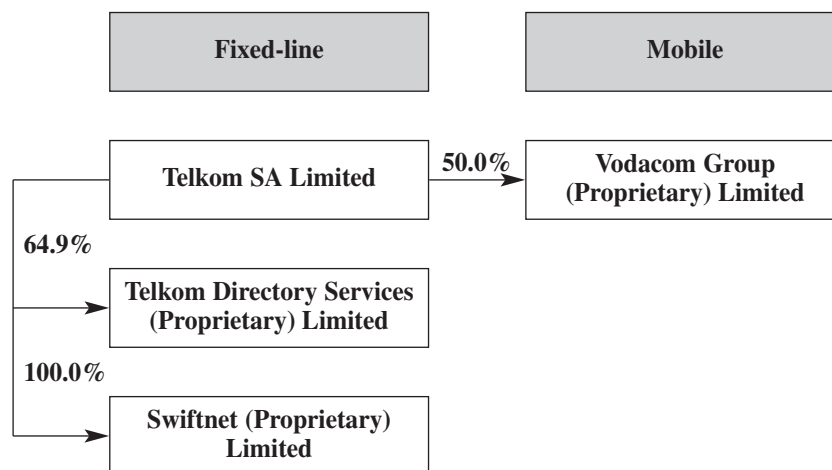 Fixed-line
Mobile
Telkom SA Limited
50.0%
Vodacom Group
(Proprietary) Limited
64.9%
Telkom Directory Services
(Proprietary) Limited
100.0%
Swiftnet (Proprietary)
Limited